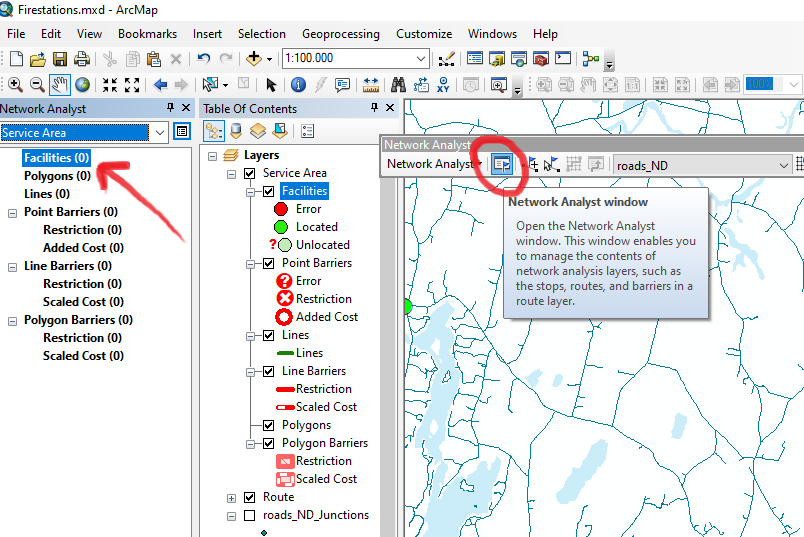 Firestations.mxd - ArcMap
File Edit View Bookmarks Insert Selection Geoprocessing Customize Windows Help
1:100.000
Network Analyst
Service Area
Facilities (0)
Polygons (0)
Lines (0)
Point Barriers (0)
Restriction (0)
Added Cost (0)
Line Barriers (0)
Restriction (0)
Scaled Cost (0)
Polygon Barriers (0)
Restriction (0)
Scaled Cost (0)
Table Of Contents
Layers
Service Area
Facilities
Error
Located
? Unlocated
Point Barriers
? Error
Restriction
Added Cost
Lines
Lines
Line Barriers
Restriction
Scaled Cost
Polygons
Polygon Barriers
Restriction
Scaled Cost
Route
roads_ND_Junctions
XY
100%
Network Analyst
Network Analyst
roads_ND
Network Analyst window
Open the Network Analyst
window. This window enables you
to manage the contents of
network analysis layers, such as
the stops, routes, and barriers in a
route layer.